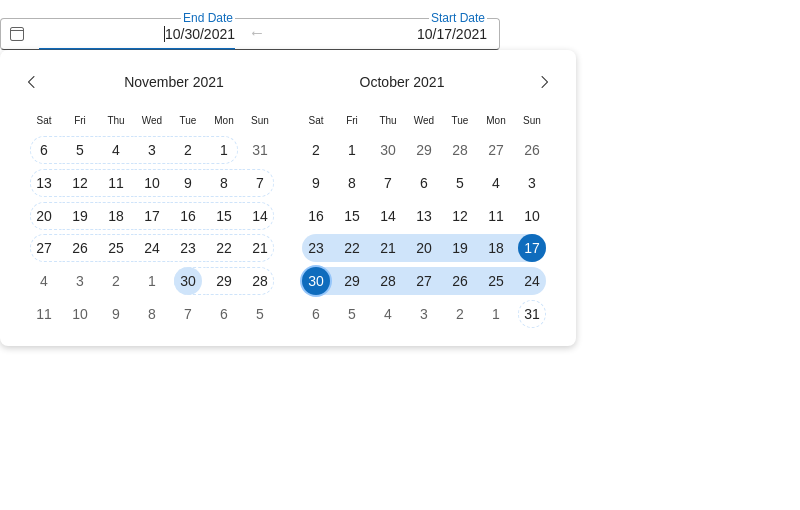 End Date Start Date
10/30/2021 ← 10/17/2021
November 2021 October 2021
Sat Fri Thu Wed Tue Mon Sun Sat Fri Thu Wed Tue Mon Sun
6 5 4 3 2 1 31 2 1 30 29 28 27 26
13 12 11 10 9 8 7 9 8 7 6 5 4 3
20 19 18 17 16 15 14 16 15 14 13 12 11 10
27 26 25 24 23 22 21 23 22 21 20 19 18 17
4 3 2 1 30 29 28 30 29 28 27 26 25 24
11 10 9 8 7 6 5 6 5 4 3 2 1 31